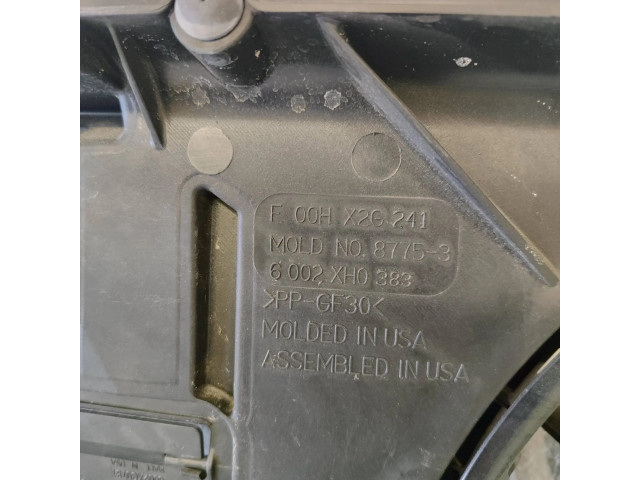 F 00H X2G 241
MOLD NO. 8775-3
6 002 XH0 383
>PP-GF30<
MOLDED IN USA
ASSEMBLED IN USA